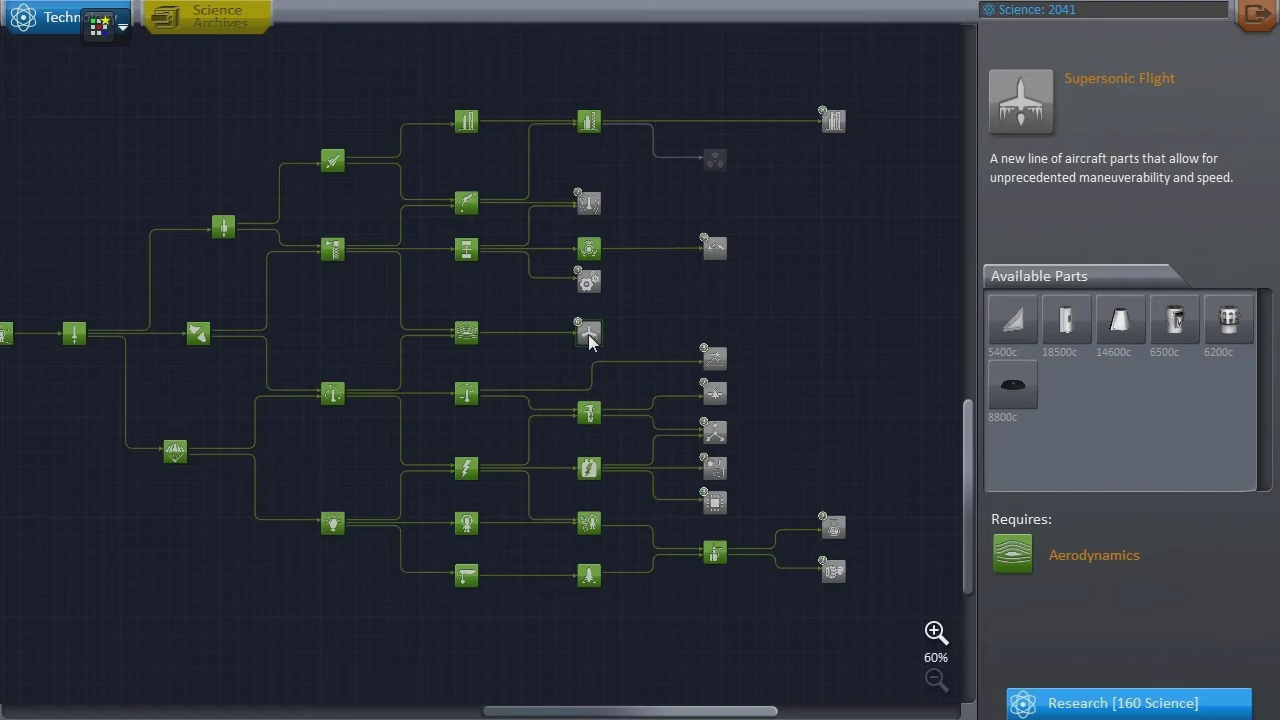 Techn
Science
Archives
Science: 2041
Supersonic Flight
A new line of aircraft parts that allow for
unprecedented maneuverability and speed.
Available Parts
5400c 18500c 14600c 6500c 6200c
8800c
Requires:
Aerodynamics
60%
Research [160 Science]